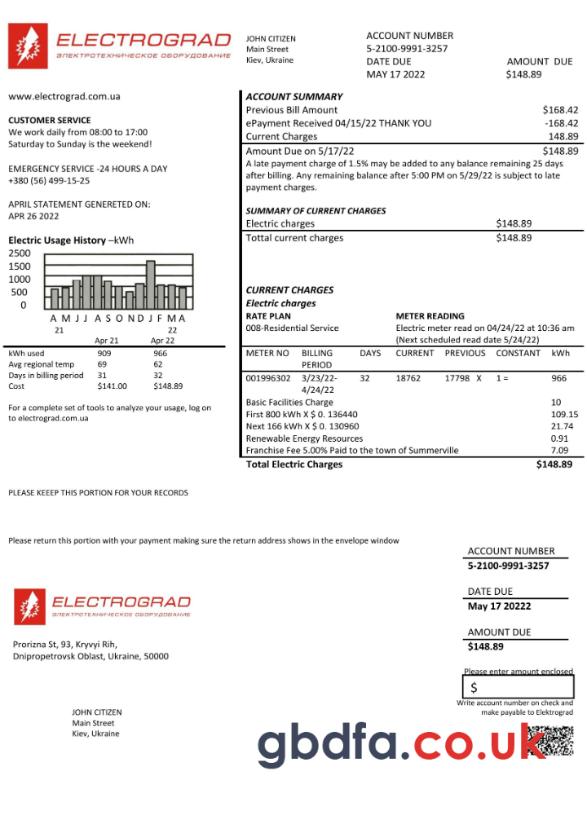 ELECTROGRAD
ЭЛЕКТРОТЕХНИЧЕСКОЕ ОБОРУДОВАНИЕ
JOHN CITIZEN
Main Street
Kiev, Ukraine
ACCOUNT NUMBER
5-2100-9991-3257
DATE DUE AMOUNT DUE
MAY 17 2022 $148.89
www.electrograd.com.ua
CUSTOMER SERVICE
We work daily from 08:00 to 17:00
Saturday to Sunday is the weekend!
EMERGENCY SERVICE -24 HOURS A DAY
+380 (56) 499-15-25
APRIL STATEMENT GENERETED ON:
APR 26 2022
Electric Usage History –kWh
2500
1500
1000
500
0
A M J J A S O N D J F M A
21 22
Apr 21 Apr 22
kWh used 909 966
Avg regional temp 69 62
Days in billing period 31 32
Cost $141.00 $148.89
For a complete set of tools to analyze your usage, log on
to electrograd.com.ua
ACCOUNT SUMMARY
Previous Bill Amount $168.42
ePayment Received 04/15/22 THANK YOU -168.42
Current Charges 148.89
Amount Due on 5/17/22 $148.89
A late payment charge of 1.5% may be added to any balance remaining 25 days
after billing. Any remaining balance after 5:00 PM on 5/29/22 is subject to late
payment charges.
SUMMARY OF CURRENT CHARGES
Electric charges $148.89
Tottal current charges $148.89
CURRENT CHARGES
Electric charges
RATE PLAN METER READING
008-Residential Service Electric meter read on 04/24/22 at 10:36 am
(Next scheduled read date 5/24/22)
METER NO BILLING PERIOD DAYS CURRENT PREVIOUS CONSTANT kWh
001996302 3/23/22-4/24/22 32 18762 17798 X 1 = 966
Basic Facilities Charge 10
First 800 kWh X $ 0. 136440 109.15
Next 166 kWh X $ 0. 130960 21.74
Renewable Energy Resources 0.91
Franchise Fee 5.00% Paid to the town of Summerville 7.09
Total Electric Charges $148.89
PLEASE KEEEP THIS PORTION FOR YOUR RECORDS
Please return this portion with your payment making sure the return address shows in the envelope window
ACCOUNT NUMBER
5-2100-9991-3257
DATE DUE
May 17 20222
AMOUNT DUE
$148.89
Please enter amount enclosed
$
Write account number on check and
make payable to Elektrograd
ELECTROGRAD
ЭЛЕКТРОТЕХНИЧЕСКОЕ ОБОРУДОВАНИЕ
Prorizna St, 93, Kryvyi Rih,
Dnipropetrovsk Oblast, Ukraine, 50000
JOHN CITIZEN
Main Street
Kiev, Ukraine
gbdfa.co.uk